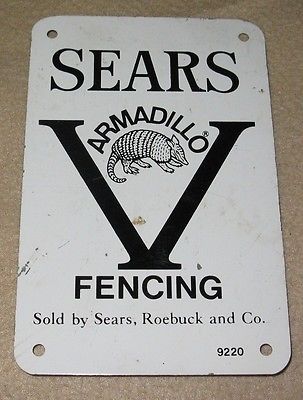 SEARS
ARMADILLO®
V
FENCING
Sold by Sears, Roebuck and Co.
9220